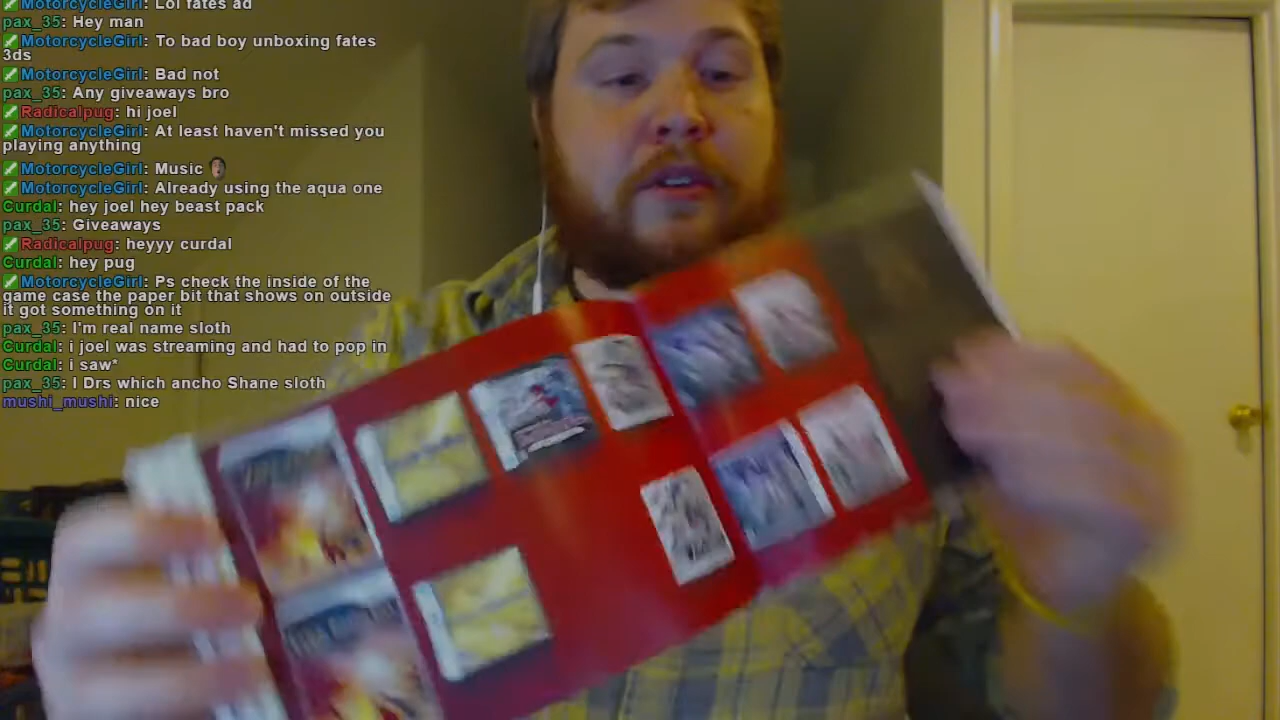 MotorcycleGirl: Lol fates ad
pax_35: Hey man
MotorcycleGirl: To bad boy unboxing fates
3ds
MotorcycleGirl: Bad not
pax_35: Any giveaways bro
Radicalpug: hi joel
MotorcycleGirl: At least haven't missed you
playing anything
MotorcycleGirl: Music
MotorcycleGirl: Already using the aqua one
Curdal: hey joel hey beast pack
pax_35: Giveaways
Radicalpug: heyyy curdal
Curdal: hey pug
MotorcycleGirl: Ps check the inside of the
game case the paper bit that shows on outside
it got something on it
pax_35: I'm real name sloth
Curdal: i joel was streaming and had to pop in
Curdal: i saw*
pax_35: I Drs which ancho Shane sloth
mushi_mushi: nice